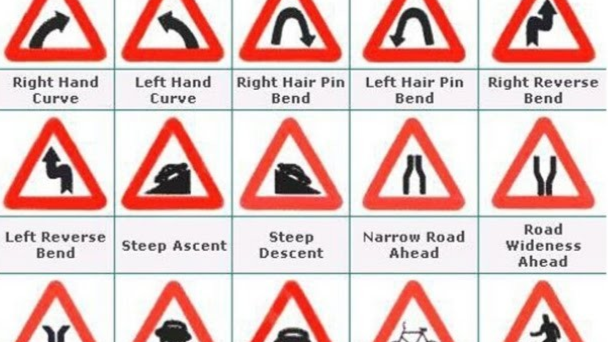 Right Hand
Curve
Left Hand
Curve
Right Hair Pin
Bend
Left Hair Pin
Bend
Right Reverse
Bend
Left Reverse
Bend
Steep Ascent
Steep
Descent
Narrow Road
Ahead
Road
Wideness
Ahead